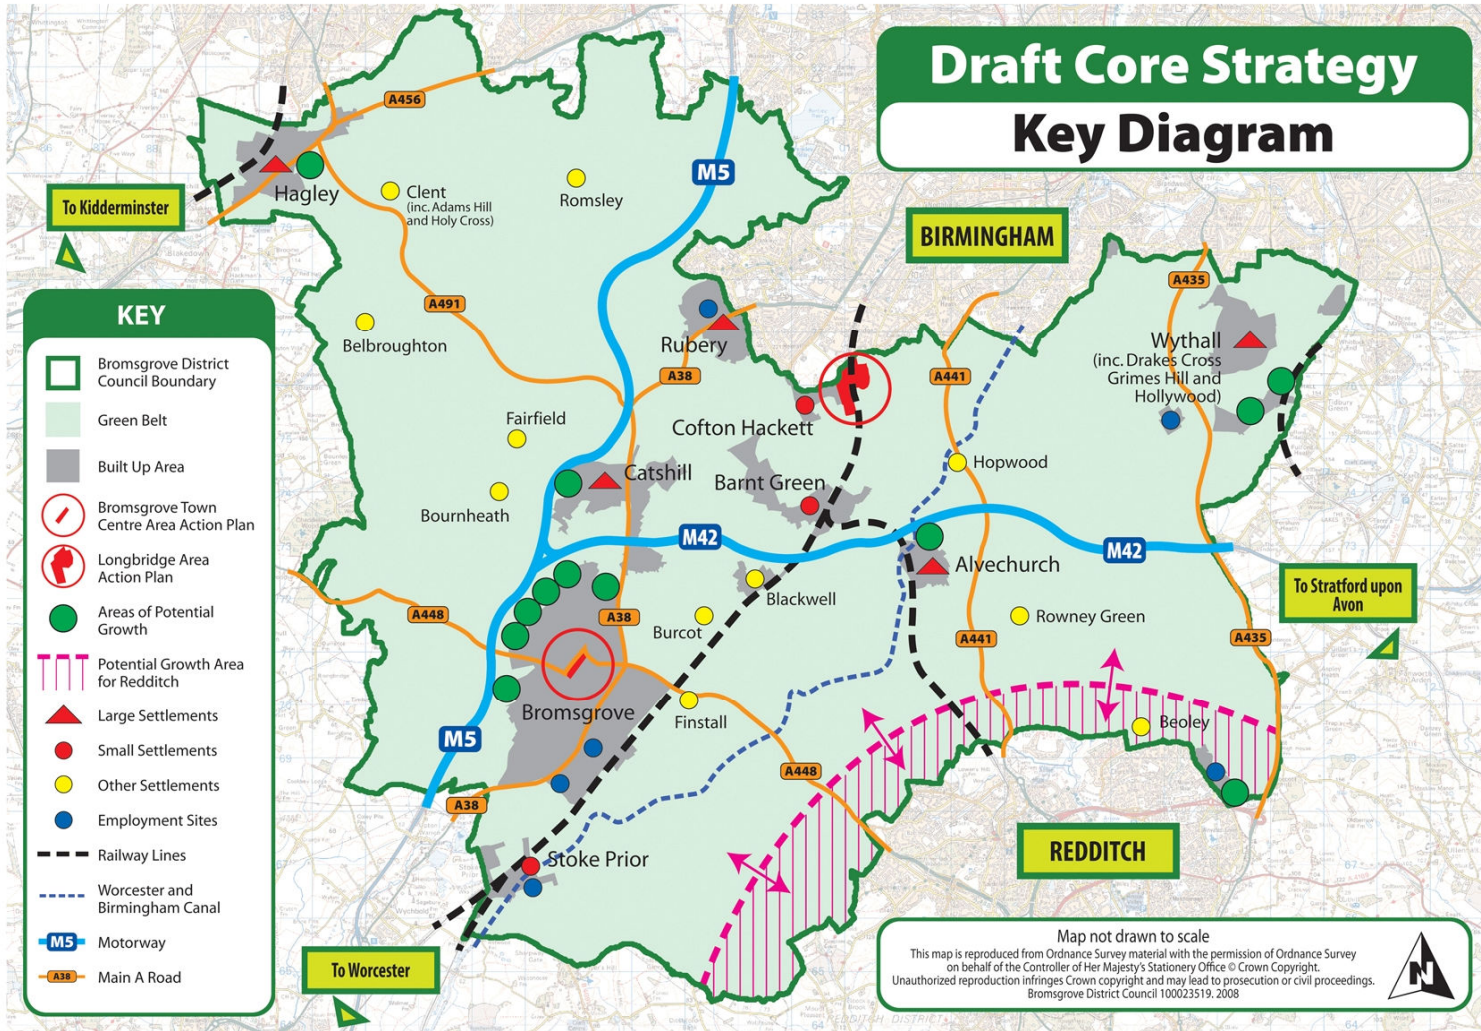 Draft Core Strategy
Key Diagram
A456
M5
Hagley
Clent
(inc. Adams Hill
and Holy Cross)
Romsley
To Kidderminster
BIRMINGHAM
A435
A491
Belbroughton
Rubery
A38
A441
Wythall
(inc. Drakes Cross
Grimes Hill and
Hollywood)
Fairfield
Cofton Hackett
Catshill
Barnt Green
Hopwood
Bournheath
M42
M42
Alvechurch
Blackwell
A448
A38
Burcot
Rowney Green
A441
A435
To Stratford upon
Avon
Bromsgrove
Finstall
Beoley
M5
A448
A38
Stoke Prior
REDDITCH
To Worcester
KEY
Bromsgrove District
Council Boundary
Green Belt
Built Up Area
Bromsgrove Town
Centre Area Action Plan
Longbridge Area
Action Plan
Areas of Potential
Growth
Potential Growth Area
for Redditch
Large Settlements
Small Settlements
Other Settlements
Employment Sites
Railway Lines
Worcester and
Birmingham Canal
M5 Motorway
A38 Main A Road
Map not drawn to scale
This map is reproduced from Ordnance Survey material with the permission of Ordnance Survey
on behalf of the Controller of Her Majesty's Stationery Office © Crown Copyright.
Unauthorized reproduction infringes Crown copyright and may lead to prosecution or civil proceedings.
Bromsgrove District Council 100023519. 2008
N